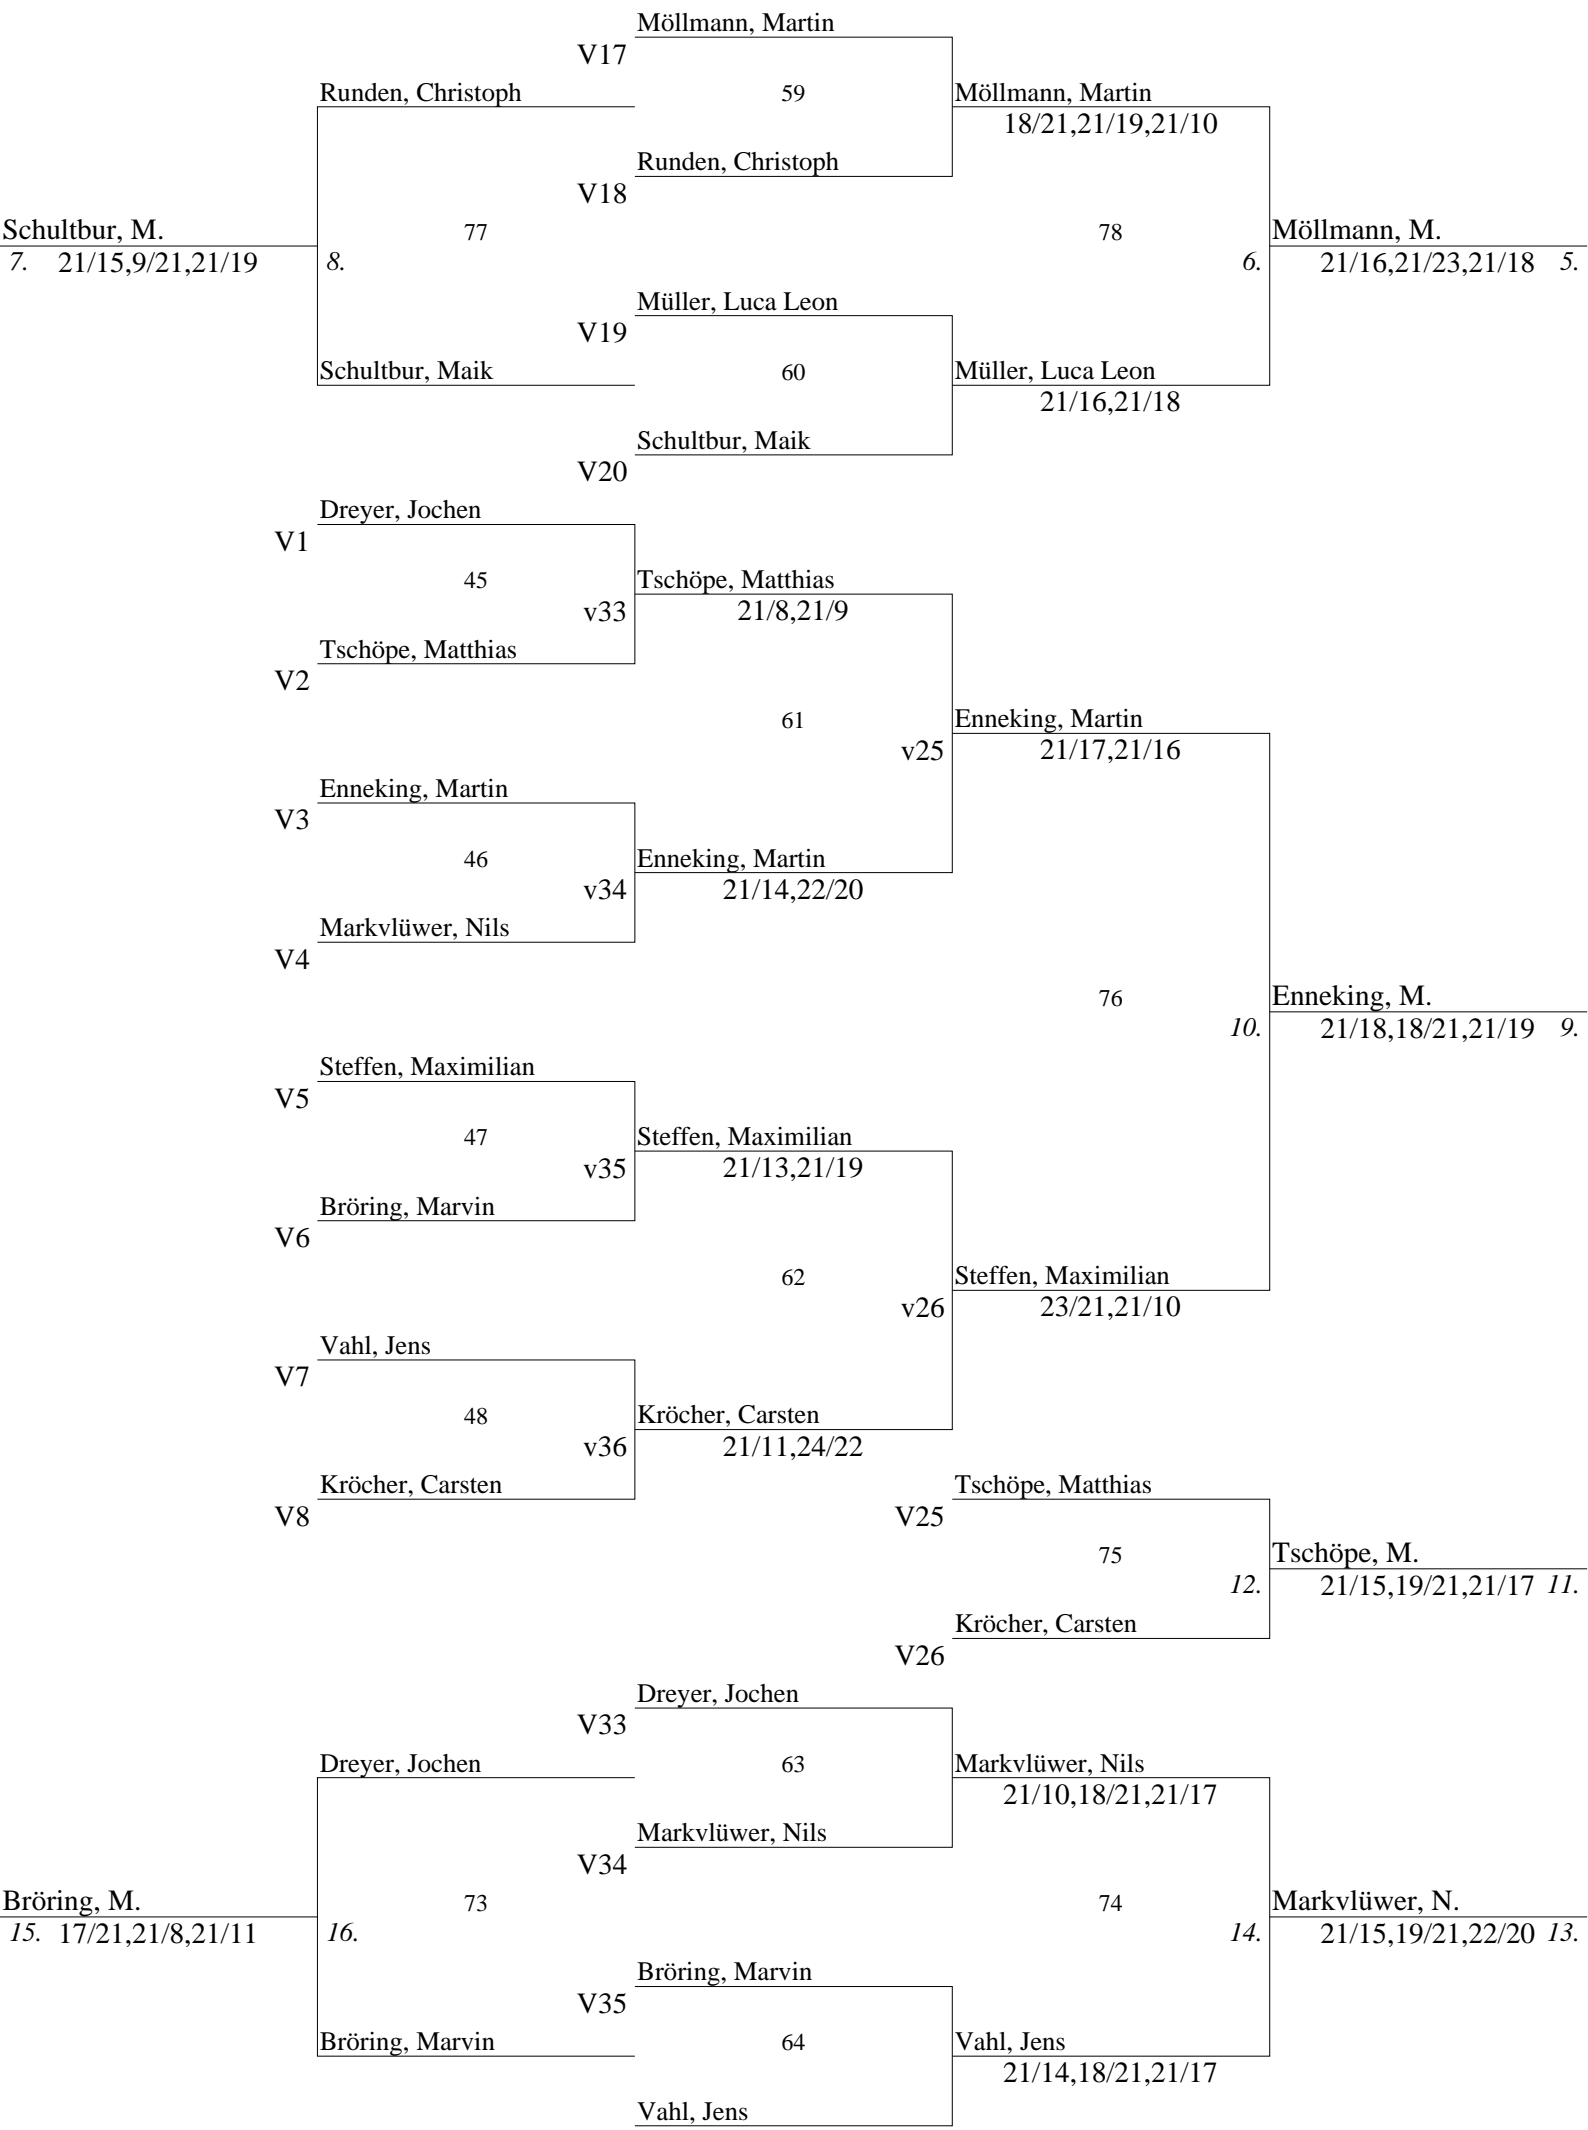 Möllmann, Martin
V17
Runden, Christoph
59
Möllmann, Martin
18/21,21/19,21/10
Runden, Christoph
V18
Schultbur, M.
77
78
Möllmann, M.
7. 21/15,9/21,21/19
8.
6.
21/16,21/23,21/18 5.
Müller, Luca Leon
V19
Schultbur, Maik
60
Müller, Luca Leon
21/16,21/18
Schultbur, Maik
V20
Dreyer, Jochen
V1
45
Tschöpe, Matthias
v33
21/8,21/9
Tschöpe, Matthias
V2
61
Enneking, Martin
v25
21/17,21/16
Enneking, Martin
V3
46
Enneking, Martin
v34
21/14,22/20
Markvlüwer, Nils
V4
76
Enneking, M.
10.
21/18,18/21,21/19 9.
Steffen, Maximilian
V5
47
Steffen, Maximilian
v35
21/13,21/19
Bröring, Marvin
V6
62
Steffen, Maximilian
v26
23/21,21/10
Vahl, Jens
V7
48
Kröcher, Carsten
v36
21/11,24/22
Kröcher, Carsten
V8
Tschöpe, Matthias
V25
75
Tschöpe, M.
12.
21/15,19/21,21/17 11.
Kröcher, Carsten
V26
Dreyer, Jochen
V33
Dreyer, Jochen
63
Markvlüwer, Nils
21/10,18/21,21/17
Markvlüwer, Nils
V34
Bröring, M.
73
74
Markvlüwer, N.
15. 17/21,21/8,21/11
16.
14.
21/15,19/21,22/20 13.
Bröring, Marvin
V35
Bröring, Marvin
64
Vahl, Jens
21/14,18/21,21/17
Vahl, Jens